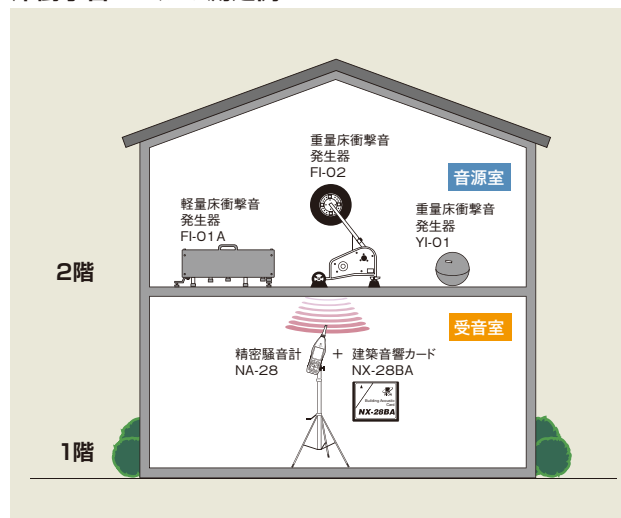 重量床衝撃音
発生器
FI-02
音源室
軽量床衝撃音
発生器
FI-01A
重量床衝撃音
発生器
YI-01
2階
受音室
精密騒音計
NA-28
+
建築音響カード
NX-28BA
Building Acoustic
Card
NX-28BA
1階